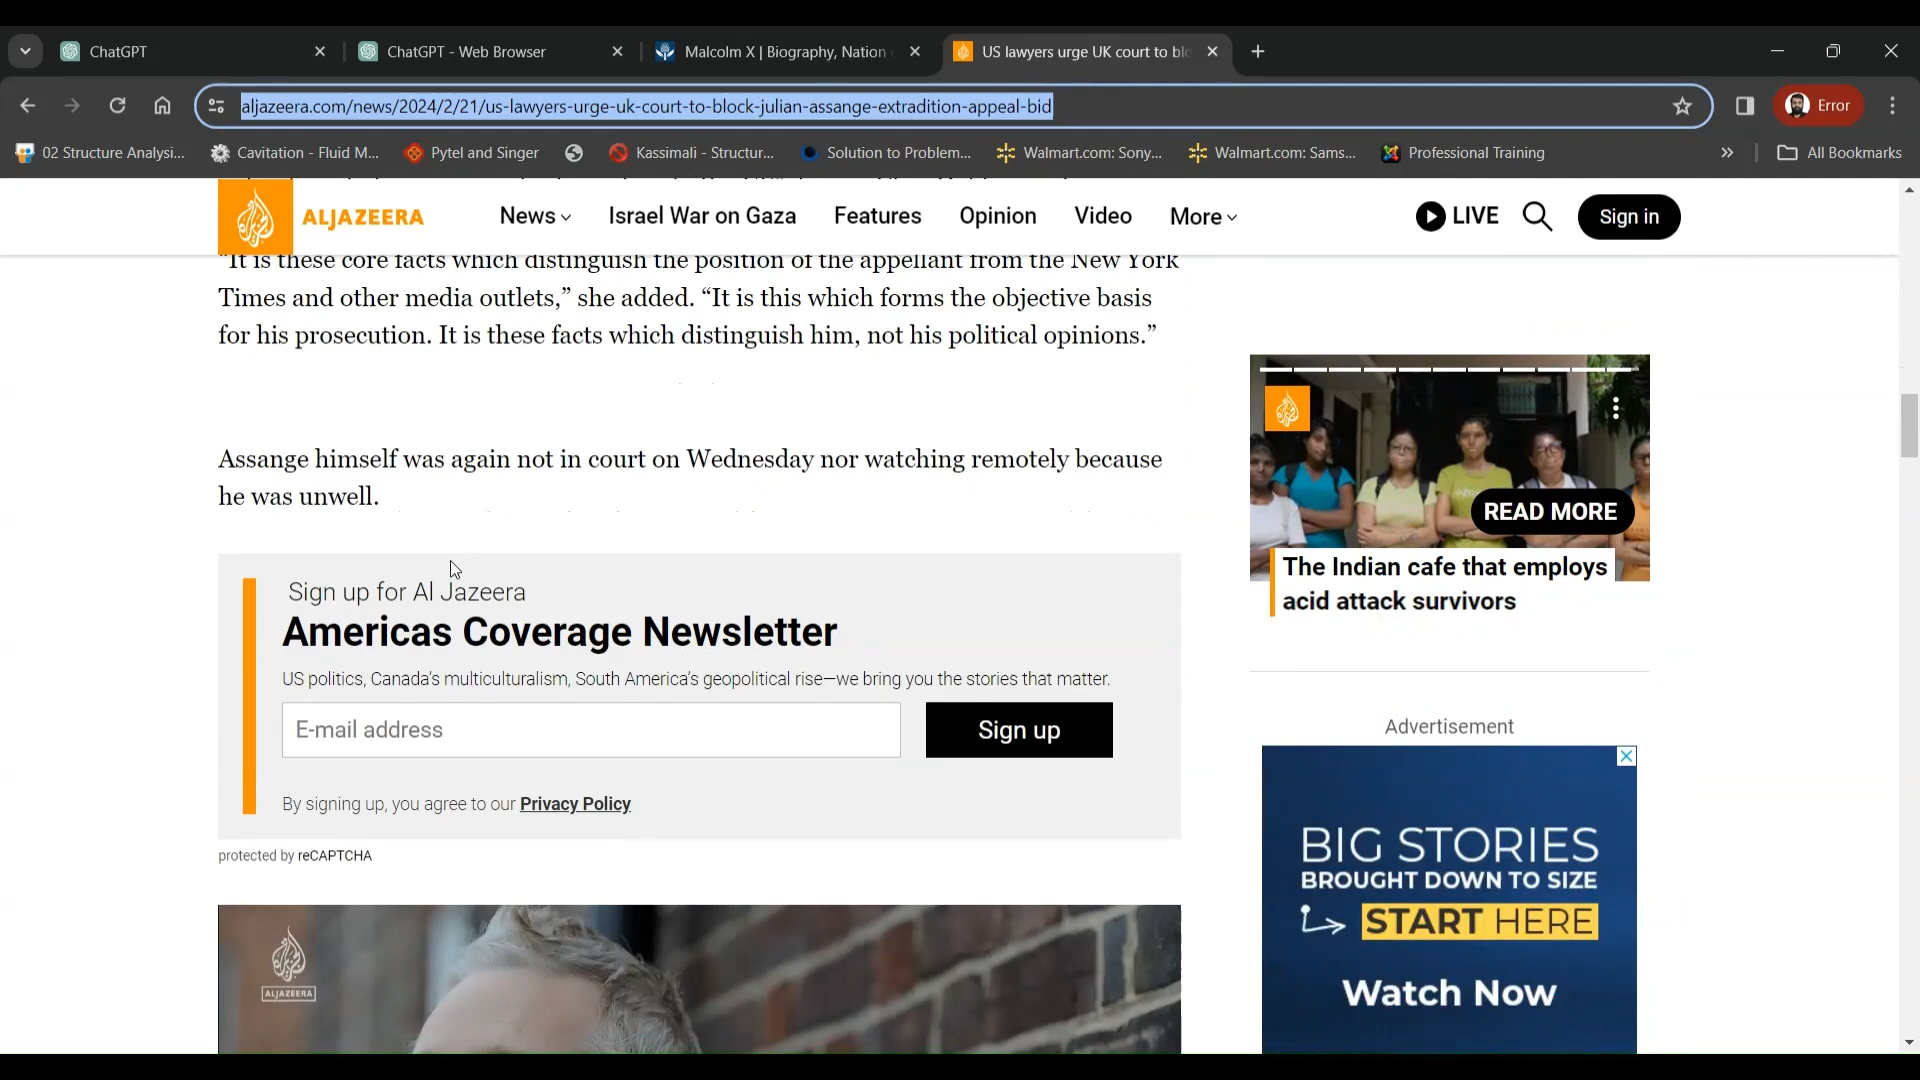 ChatGPT
ChatGPT - Web Browser
Malcolm X | Biography, Nation
US lawyers urge UK court to blo
aljazeera.com/news/2024/2/21/us-lawyers-urge-uk-court-to-block-julian-assange-extradition-appeal-bid
Error
02 Structure Analysi...
Cavitation - Fluid M...
Pytel and Singer
Kassimali - Structur...
Solution to Problem...
Walmart.com: Sony...
Walmart.com: Sams...
Professional Training
All Bookmarks
ALJAZEERA
News
Israel War on Gaza
Features
Opinion
Video
More
LIVE
Sign in
“It is these core facts which distinguish the position of the appellant from the New York
Times and other media outlets,” she added. “It is this which forms the objective basis
for his prosecution. It is these facts which distinguish him, not his political opinions.”
Assange himself was again not in court on Wednesday nor watching remotely because
he was unwell.
Sign up for Al Jazeera
Americas Coverage Newsletter
US politics, Canada’s multiculturalism, South America’s geopolitical rise—we bring you the stories that matter.
E-mail address
Sign up
By signing up, you agree to our Privacy Policy
protected by reCAPTCHA
ALJAZEERA
READ MORE
The Indian cafe that employs
acid attack survivors
Advertisement
BIG STORIES
BROUGHT DOWN TO SIZE
START HERE
Watch Now